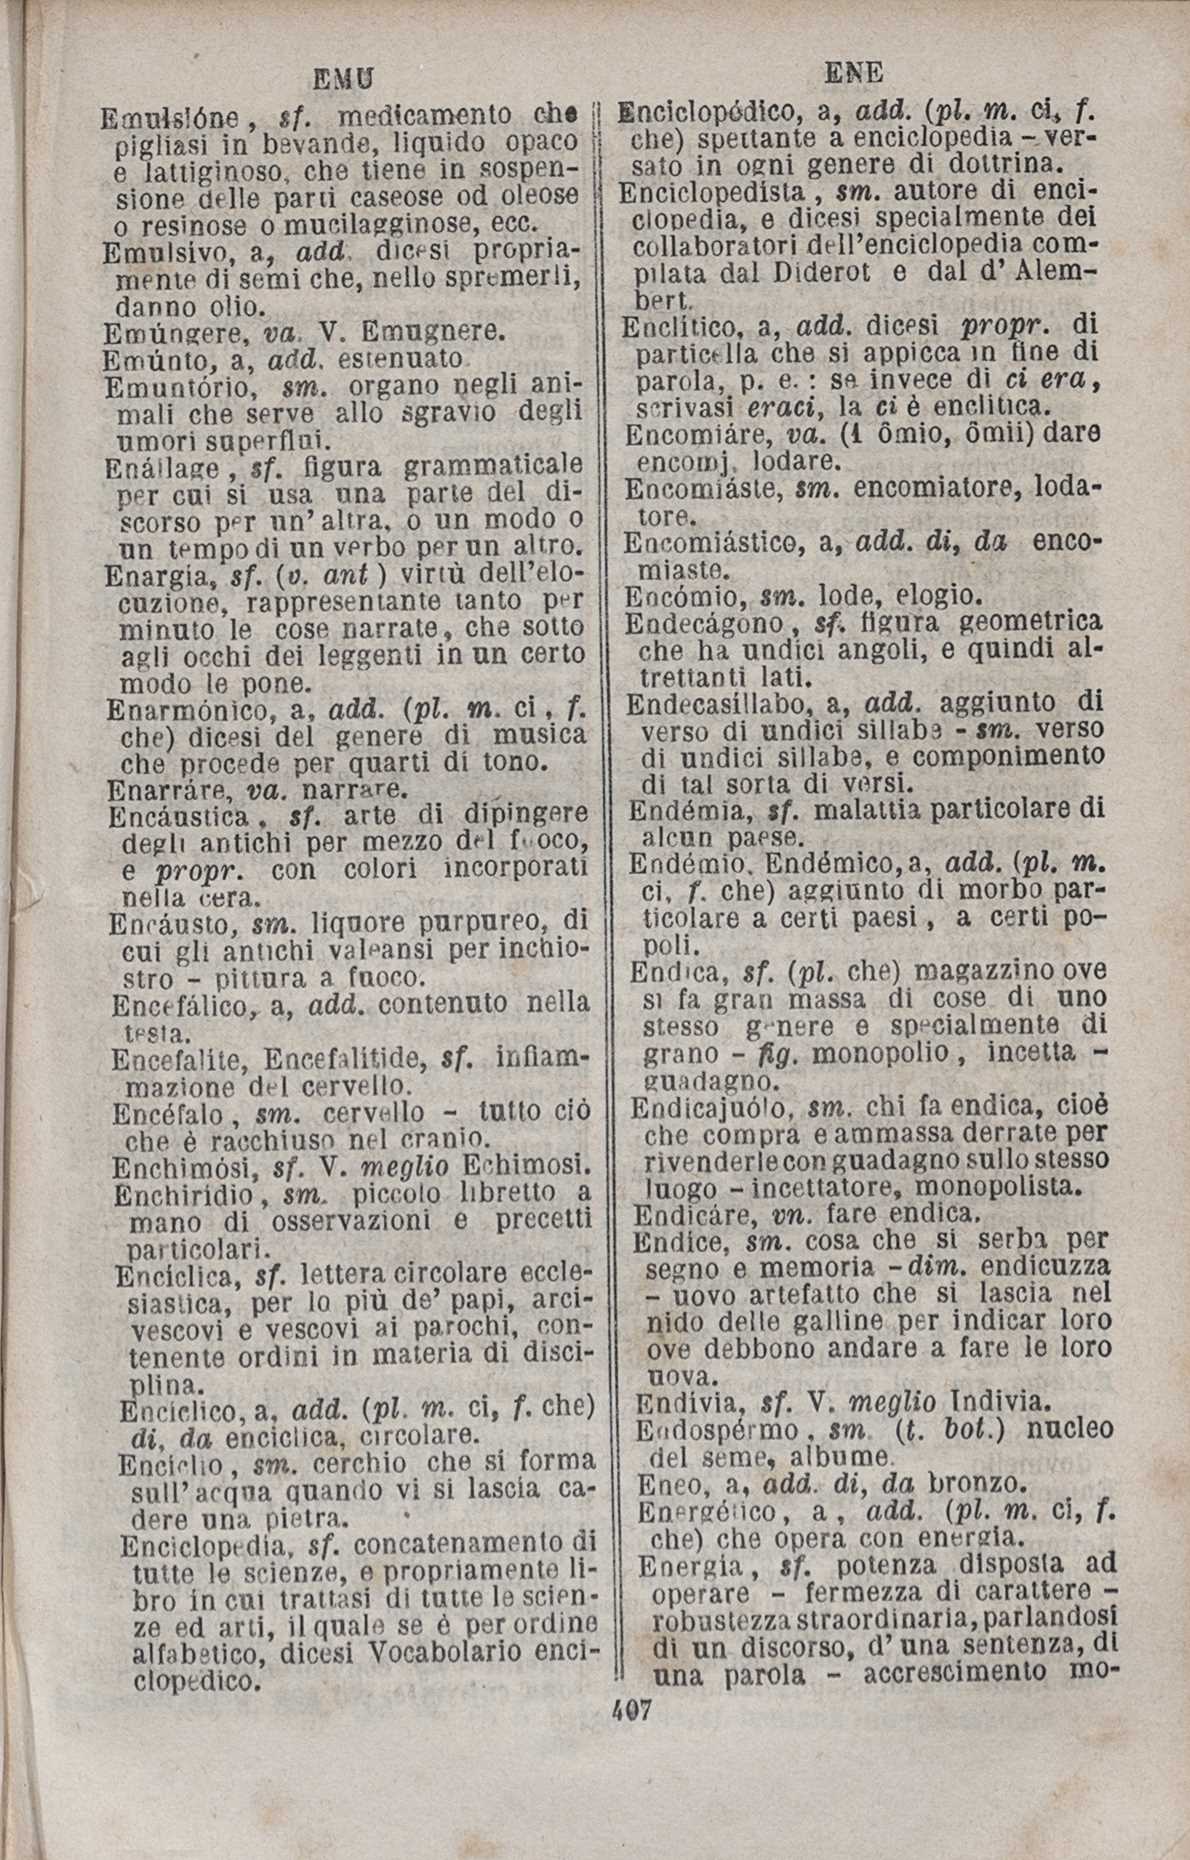 EMU
Emulsióne, sf. medicamento che
pigliasi in bevande, liquido opaco
e lattiginoso, che tiene in sospen-
sione delle parti caseose od oleose
o resinose o mucilagginose, ecc.
Emulsivo, a, add. dicesi propria-
mente di semi che, nello spremerli,
danno olio.
Emúngere, va. V. Emugnere.
Emúnto, a, add. estenuato.
Emuntório, sm. organo negli ani-
mali che serve allo sgravio degli
umori superflui.
Enállage, sf. figura grammaticale
per cui si usa una parte del di-
scorso per un' altra, o un modo o
un tempo di un verbo per un altro.
Enargía, sf. (v. ant) virtù dell'elo-
cuzione, rappresentante tanto per
minuto le cose narrate, che sotto
agli occhi dei leggenti in un certo
modo le pone.
Enarmónico, a, add. (pl. m. ci, f.
che) dicesi del genere di musica
che procede per quarti di tono.
Enarráre, va. narrare.
Encáustica, sf. arte di dipingere
degli antichi per mezzo del fuoco,
e propr. con colori incorporati
nella cera.
Encáusto, sm. liquore purpureo, di
cui gli antichi valeansi per inchio-
stro – pittura a fuoco.
Encefálico, a, add. contenuto nella
testa.
Encefalite, Encefalitide, sf. infiam-
mazione del cervello.
Encéfalo, sm. cervello – tutto ciò
che è racchiuso nel cranio.
Enchimósi, sf. V. meglio Echimosi.
Enchiridio, sm. piccolo libretto a
mano di osservazioni e precetti
particolari.
Encíclica, sf. lettera circolare eccle-
siastica, per lo più de' papi, arci-
vescovi e vescovi ai parochi, con-
tenente ordini in materia di disci-
plina.
Encíclico, a, add. (pl. m. ci, f. che)
di, da enciclica, circolare.
Enciclio, sm. cerchio che si forma
sull' acqua quando vi si lascia ca-
dere una pietra.
Enciclopedía, sf. concatenamento di
tutte le scienze, e propriamente li-
bro in cui trattasi di tutte le scien-
ze ed arti, il quale se è per ordine
alfabetico, dicesi Vocabolario enci-
clopedico.
ENE
Enciclopédico, a, add. (pl. m. ci, f.
che) spettante a enciclopedia – ver-
sato in ogni genere di dottrina.
Enciclopedista, sm. autore di enci-
clopedia, e dicesi specialmente dei
collaboratori dell'enciclopedia com-
pilata dal Diderot e dal d' Alem-
bert.
Enclítico, a, add. dicesi propr. di
particella che si appicca in fine di
parola, p. e. : se invece di ci era,
scrivasi eraci, la ci è enclitica.
Encomiáre, va. (1 ômio, ômii) dare
encomj, lodare.
Encomiáste, sm. encomiatore, loda-
tore.
Encomiástico, a, add. di, da enco-
miaste.
Encómio, sm. lode, elogio.
Endecágono, sf. figura geometrica
che ha undici angoli, e quindi al-
trettanti lati.
Endecasíllabo, a, add. aggiunto di
verso di undici sillabe - sm. verso
di undici sillabe, e componimento
di tal sorta di versi.
Endémia, sf. malattia particolare di
alcun paese.
Endémio, Endémico, a, add. (pl. m.
ci, f. che) aggiunto di morbo par-
ticolare a certi paesi, a certi po-
poli.
Endica, sf. (pl. che) magazzino ove
si fa gran massa di cose di uno
stesso genere e specialmente di
grano – fig. monopolio, incetta –
guadagno.
Endicajuólo, sm. chi fa endica, cioè
che compra e ammassa derrate per
rivenderle con guadagno sullo stesso
luogo – incettatore, monopolista.
Endicáre, vn. fare endica.
Endice, sm. cosa che si serba per
segno e memoria – dim. endicuzza
– uovo artefatto che si lascia nel
nido delle galline per indicar loro
ove debbono andare a fare le loro
uova.
Endívia, sf. V. meglio Indivia.
Endospérmo, sm. (t. bot.) nucleo
del seme, albume.
Eneo, a, add. di, da bronzo.
Energético, a, add. (pl. m. ci, f.
che) che opera con energia.
Energía, sf. potenza disposta ad
operare – fermezza di carattere –
robustezza straordinaria, parlandosi
di un discorso, d' una sentenza, di
una parola – accrescimento mo-
407